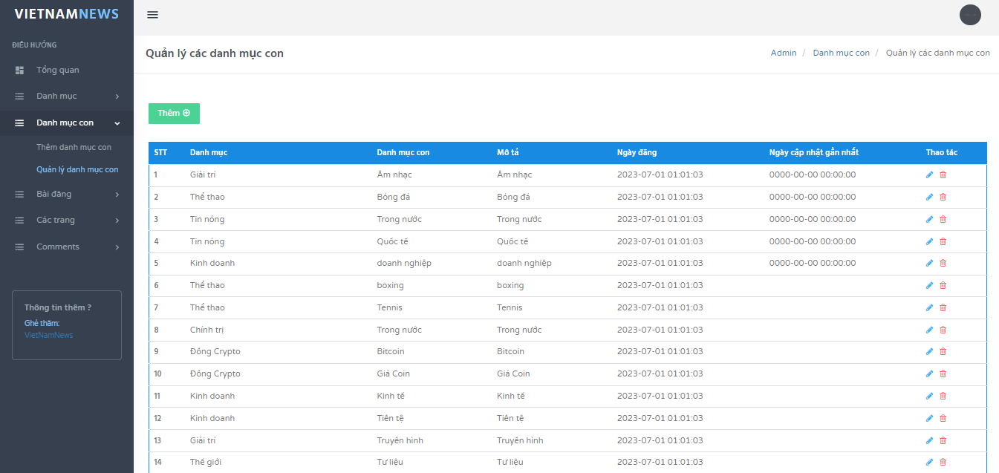 VIETNAMNEWS
ĐIỀU HƯỚNG
Tổng quan
Danh mục
Danh mục con
Thêm danh mục con
Quản lý danh mục con
Bài đăng
Các trang
Comments
Thông tin thêm ?
Ghé thăm:
VietNamNews
Quản lý các danh mục con
Admin / Danh mục con / Quản lý các danh mục con
Thêm
STT Danh mục Danh mục con Mô tả Ngày đăng Ngày cập nhật gần nhất Thao tác
1 Giải trí Âm nhạc Âm nhạc 2023-07-01 01:01:03 0000-00-00 00:00:00
2 Thể thao Bóng đá Bóng đá 2023-07-01 01:01:03 0000-00-00 00:00:00
3 Tin nóng Trong nước Trong nước 2023-07-01 01:01:03 0000-00-00 00:00:00
4 Tin nóng Quốc tế Quốc tế 2023-07-01 01:01:03 0000-00-00 00:00:00
5 Kinh doanh doanh nghiệp doanh nghiệp 2023-07-01 01:01:03 0000-00-00 00:00:00
6 Thể thao boxing boxing 2023-07-01 01:01:03
7 Thể thao Tennis Tennis 2023-07-01 01:01:03
8 Chính trị Trong nước Trong nước 2023-07-01 01:01:03
9 Đồng Crypto Bitcoin Bitcoin 2023-07-01 01:01:03
10 Đồng Crypto Giá Coin Giá Coin 2023-07-01 01:01:03
11 Kinh doanh Kinh tế Kinh tế 2023-07-01 01:01:03
12 Kinh doanh Tiền tệ Tiền tệ 2023-07-01 01:01:03
13 Giải trí Truyền hình Truyền hình 2023-07-01 01:01:03
14 Thế giới Tư liệu Tư liệu 2023-07-01 01:01:03